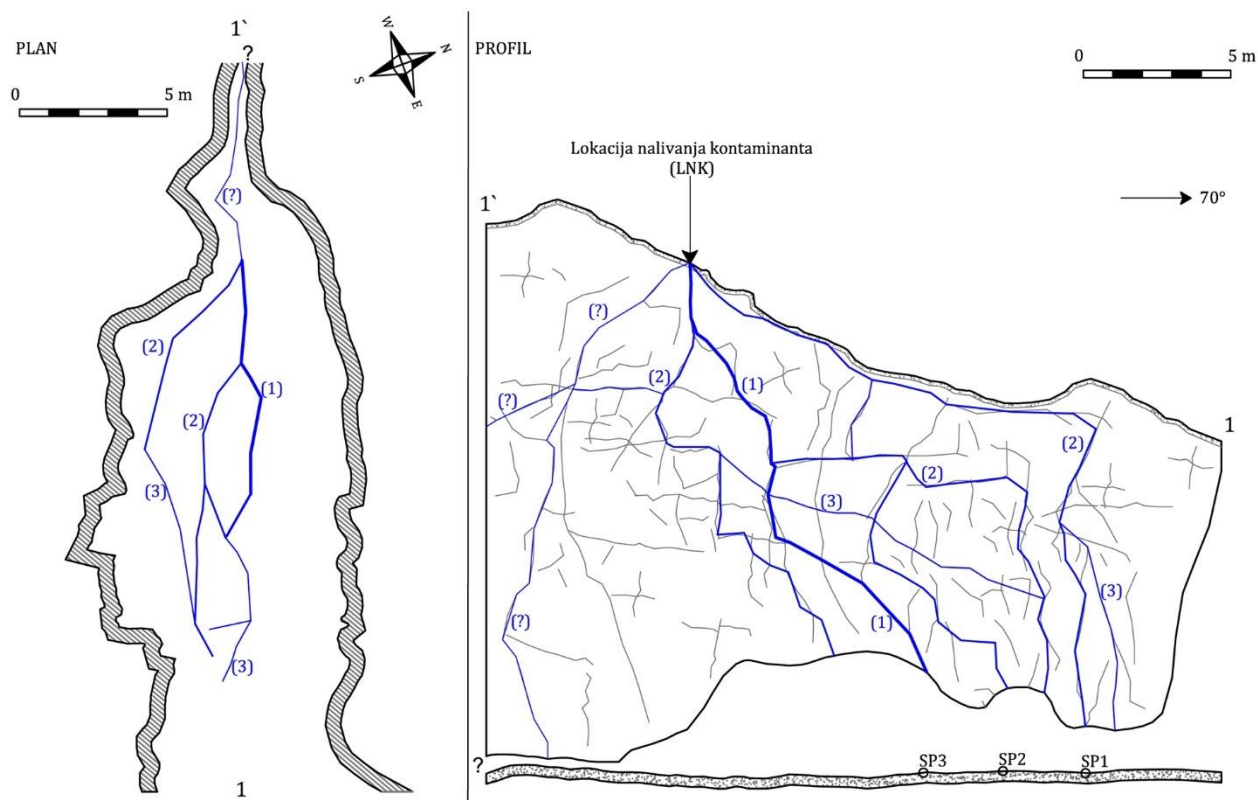 PLAN
1`
?
W
N
S
E
0
5 m
(?)
(2)
(1)
(2)
(3)
(3)
1
PROFIL
0
5 m
Lokacija nalivanja kontaminanta
(LNK)
70°
1`
(?)
(2)
(1)
(?)
1
(2)
(2)
(3)
(3)
(?)
(1)
?
SP3
SP2
SP1